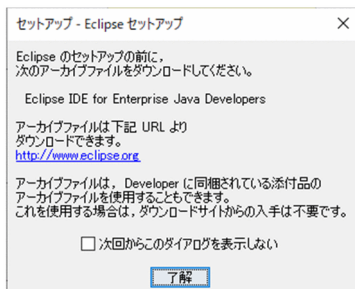 セットアップ - Eclipse セットアップ
Eclipse のセットアップの前に,
次のアーカイブファイルをダウンロードしてください。
Eclipse IDE for Enterprise Java Developers
アーカイブファイルは下記 URL より
ダウンロードできます。
http://www.eclipse.org
アーカイブファイルは, Developer に同梱されている添付品の
アーカイブファイルを使用することもできます。
これを使用する場合は, ダウンロードサイトからの入手は不要です。
次回からこのダイアログを表示しない
了解